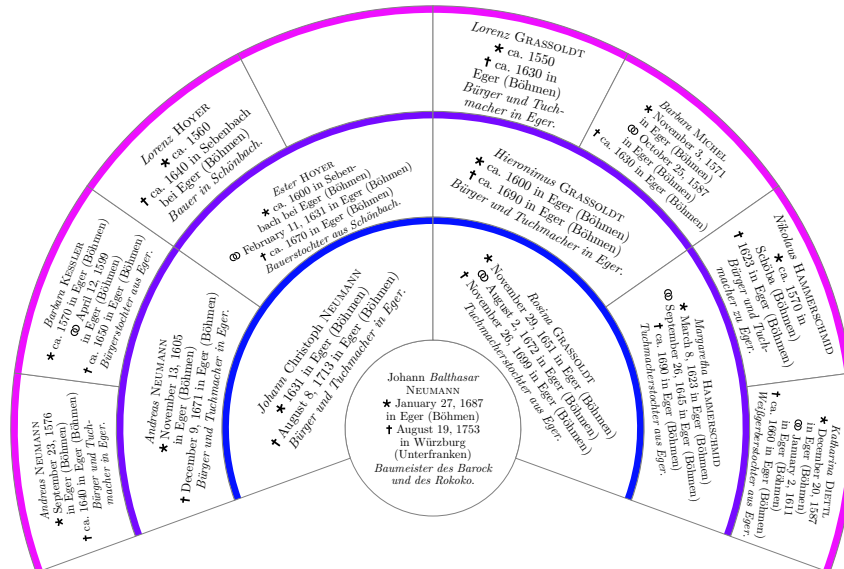 Johann Balthasar
NEUMANN
★ January 27, 1687
in Eger (Böhmen)
✝ August 19, 1753
in Würzburg
(Unterfranken)
Baumeister des Barock
und des Rokoko.
Johann Christoph NEUMANN
★ 1631 in Eger (Böhmen)
✝ August 8, 1713 in Eger (Böhmen)
Bürger und Tuchmacher in Eger.
Rosina GRASSOLDT
★ November 29, 1651 in Eger (Böhmen)
⚭ August 2, 1672 in Eger (Böhmen)
✝ November 26, 1699 in Eger (Böhmen)
Tuchmacherstochter aus Eger.
Andreas NEUMANN
★ November 13, 1605
in Eger (Böhmen)
✝ December 9, 1671 in Eger (Böhmen)
Bürger und Tuchmacher in Eger.
Ester HOYER
★ ca. 1600 in Seben-
bach bei Eger (Böhmen)
⚭ February 11, 1631 in Eger (Böhmen)
✝ ca. 1670 in Eger (Böhmen)
Bauerstochter aus Schönbach.
Hieronimus GRASSOLDT
★ ca. 1600 in Eger (Böhmen)
✝ ca. 1690 in Eger (Böhmen)
Bürger und Tuchmacher in Eger.
Margaretha HAMMERSCHMID
★ March 8, 1623 in Eger (Böhmen)
⚭ September 26, 1645 in Eger (Böhmen)
✝ ca. 1690 in Eger (Böhmen)
Tuchmacherstochter aus Eger.
Andreas NEUMANN
★ September 23, 1576
in Eger (Böhmen)
✝ ca. 1640 in Eger (Böhmen)
Bürger und Tuch-
macher in Eger.
Barbara KESSLER
★ ca. 1570 in Eger (Böhmen)
⚭ April 12, 1599
in Eger (Böhmen)
✝ ca. 1650 in Eger (Böhmen)
Bürgerstochter aus Eger.
Lorenz HOYER
★ ca. 1560
✝ ca. 1640 in Sebenbach
bei Eger (Böhmen)
Bauer in Schönbach.
Lorenz GRASSOLDT
★ ca. 1550
✝ ca. 1630 in
Eger (Böhmen)
Bürger und Tuch-
macher in Eger.
Barbara MICHEL
★ November 3, 1571
in Eger (Böhmen)
⚭ October 25, 1587
in Eger (Böhmen)
✝ ca. 1630 in Eger (Böhmen)
Nikolaus HAMMERSCHMID
★ ca. 1570 in
Schöba (Böhmen)
✝ 1623 in Eger (Böhmen)
Bürger und Tuch-
macher zu Eger.
Katharina DIETTL
★ December 20, 1587
in Eger (Böhmen)
⚭ January 2, 1611
in Eger (Böhmen)
✝ ca. 1660 in Eger (Böhmen)
Weißgerberstochter aus Eger.